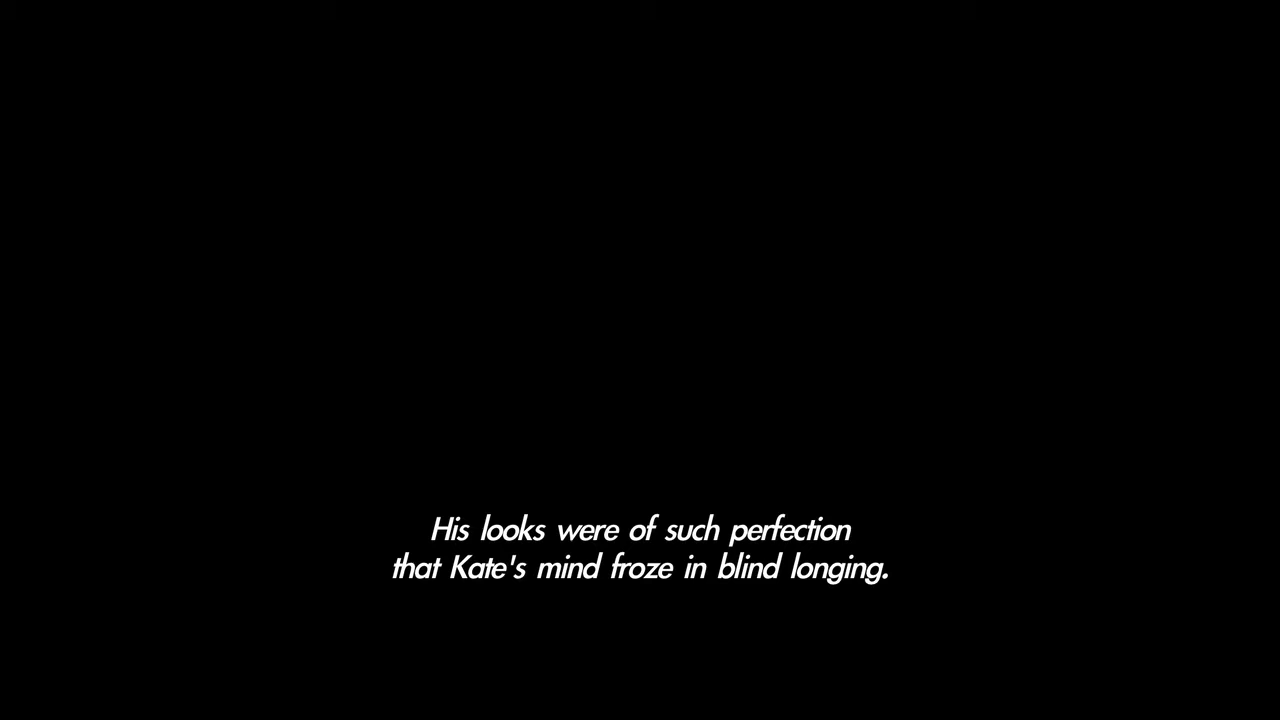 His looks were of such perfection
that Kate's mind froze in blind longing.